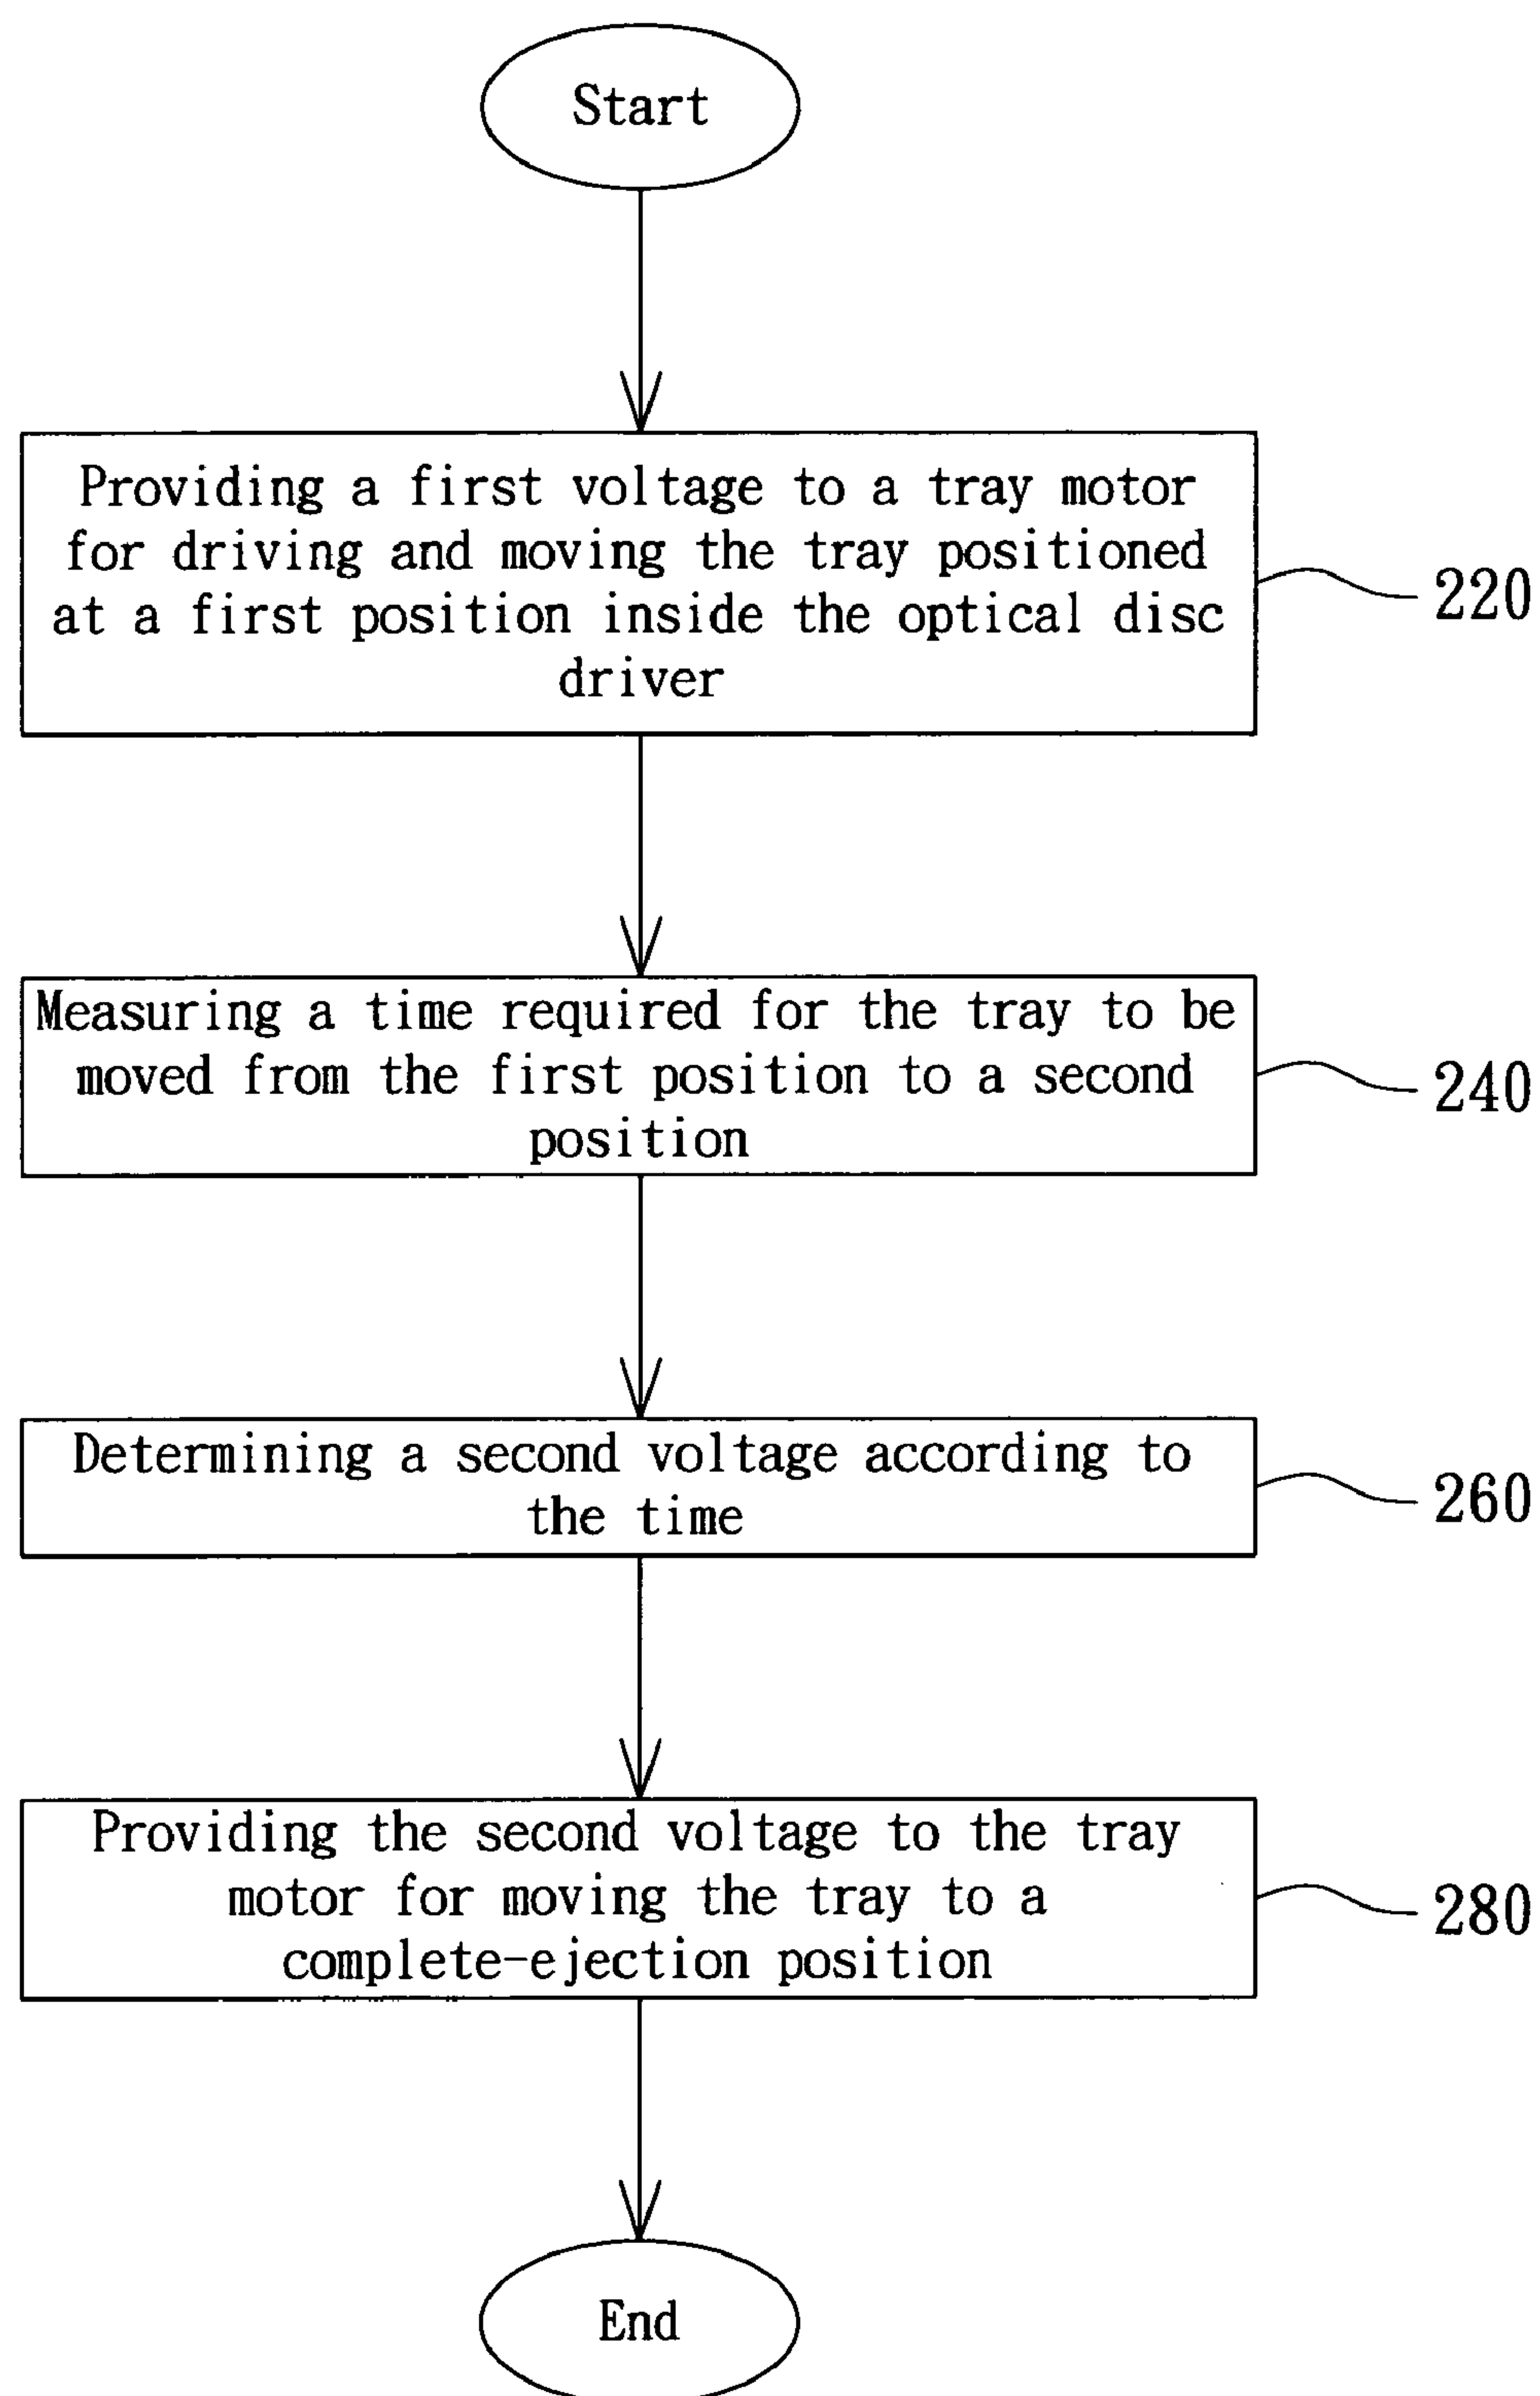 Start
Providing a first voltage to a tray motor
for driving and moving the tray positioned
at a first position inside the optical disc
driver
220
Measuring a time required for the tray to be
moved from the first position to a second
position
240
Determining a second voltage according to
the time
260
Providing the second voltage to the tray
motor for moving the tray to a
complete-ejection position
280
End